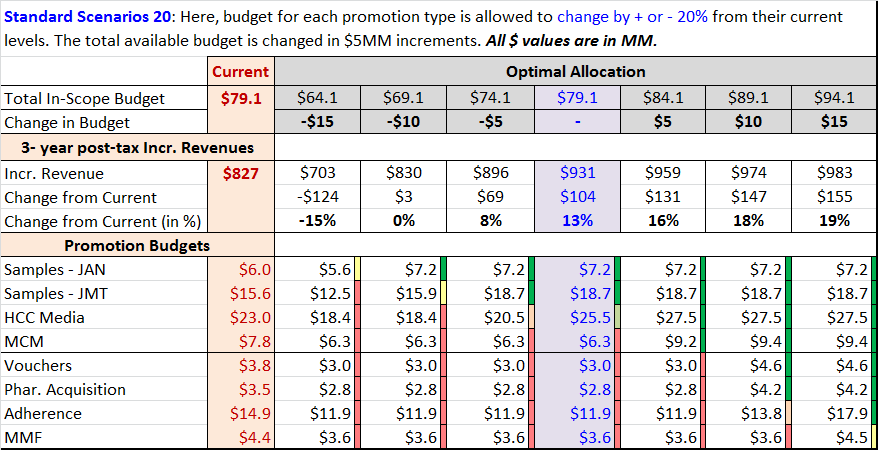 Standard Scenarios 20: Here, budget for each promotion type is allowed to change by + or - 20% from their current
levels. The total available budget is changed in $5MM increments. All $ values are in MM.
Current Optimal Allocation
Total In-Scope Budget $79.1 $64.1 $69.1 $74.1 $79.1 $84.1 $89.1 $94.1
Change in Budget -$15 -$10 -$5 - $5 $10 $15
3- year post-tax Incr. Revenues
Incr. Revenue $827 $703 $830 $896 $931 $959 $974 $983
Change from Current -$124 $3 $69 $104 $131 $147 $155
Change from Current (in %) -15% 0% 8% 13% 16% 18% 19%
Promotion Budgets
Samples - JAN $6.0 $5.6 $7.2 $7.2 $7.2 $7.2 $7.2 $7.2
Samples - JMT $15.6 $12.5 $15.9 $18.7 $18.7 $18.7 $18.7 $18.7
HCC Media $23.0 $18.4 $18.4 $20.5 $25.5 $27.5 $27.5 $27.5
MCM $7.8 $6.3 $6.3 $6.3 $6.3 $9.2 $9.4 $9.4
Vouchers $3.8 $3.0 $3.0 $3.0 $3.0 $3.0 $4.6 $4.6
Phar. Acquisition $3.5 $2.8 $2.8 $2.8 $2.8 $2.8 $4.2 $4.2
Adherence $14.9 $11.9 $11.9 $11.9 $11.9 $11.9 $13.8 $17.9
MMF $4.4 $3.6 $3.6 $3.6 $3.6 $3.6 $3.6 $4.5